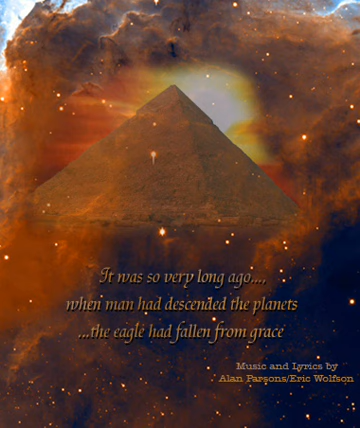 It was so very long ago...,
when man had descended the planets
...the eagle had fallen from grace
Music and Lyrics by
Alan Parsons/Eric Wolfson